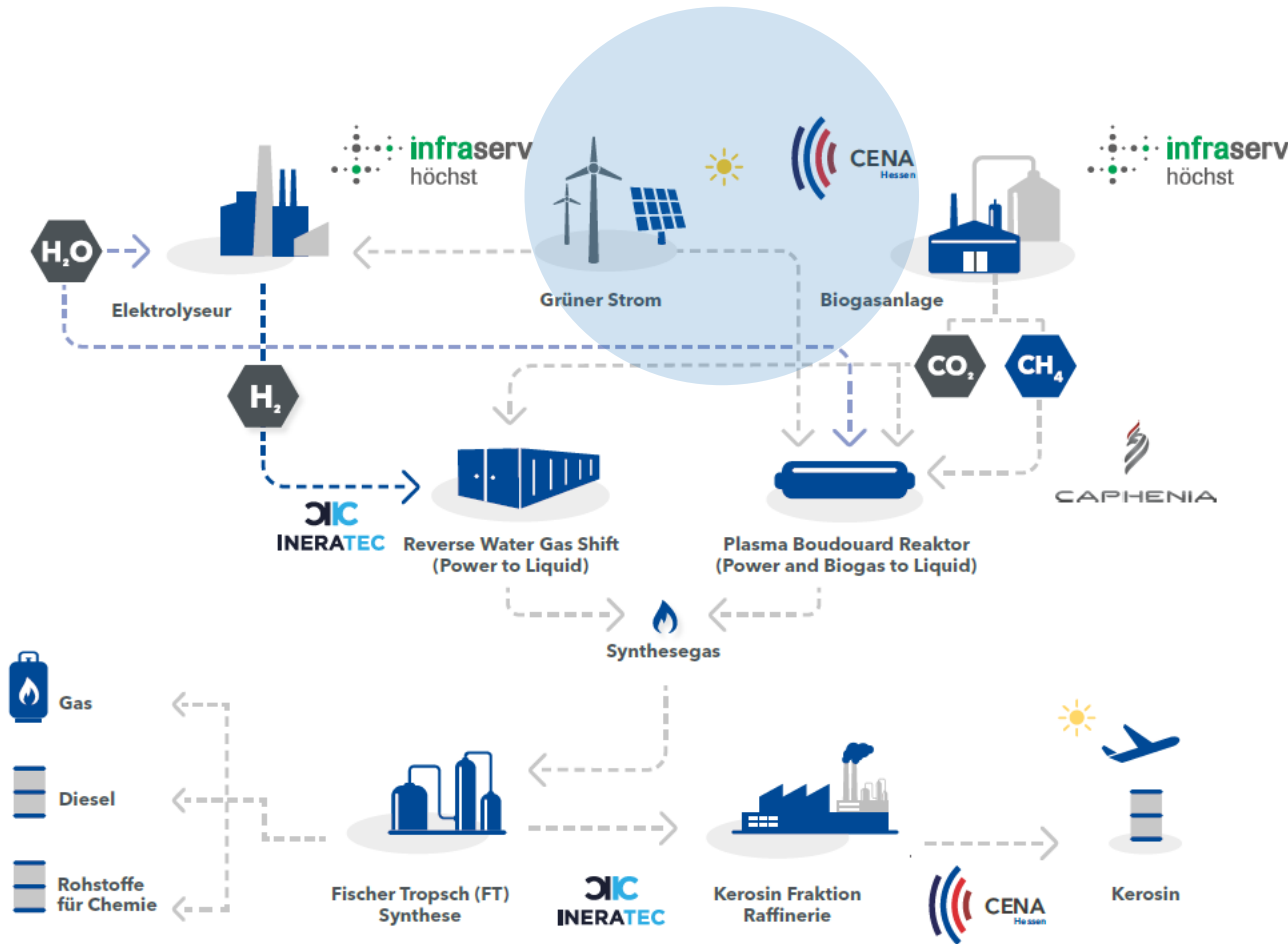 infraserv
höchst
CENA
Hessen
infraserv
höchst
H₂O
Elektrolyseur
Grüner Strom
Biogasanlage
CO₂
CH₄
H₂
CAPHENIA
INERATEC
Reverse Water Gas Shift
(Power to Liquid)
Plasma Boudouard Reaktor
(Power and Biogas to Liquid)
Synthesegas
Gas
Diesel
Rohstoffe
für Chemie
Fischer Tropsch (FT)
Synthese
INERATEC
Kerosin Fraktion
Raffinerie
CENA
Hessen
Kerosin